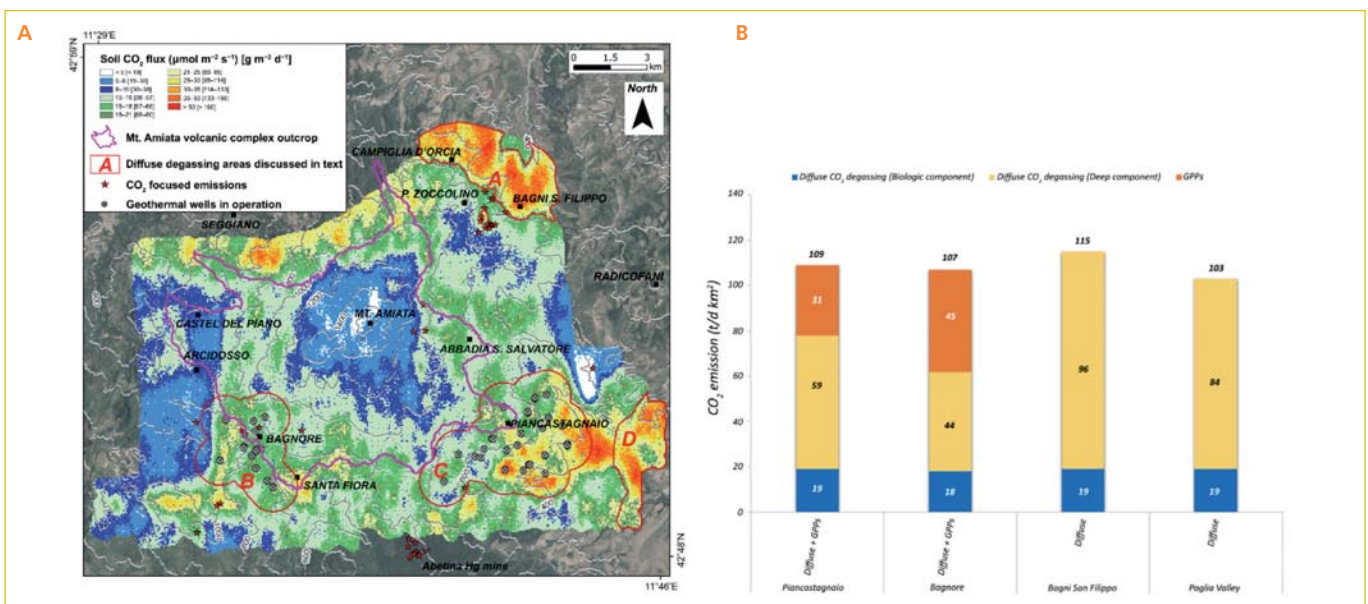 A
11°29'E
42°59'N
Soil CO2 flux (μmol m⁻² s⁻¹) [g m⁻² d⁻¹]
0 1.5 3
km
North
Mt. Amiata volcanic complex outcrop
A Diffuse degassing areas discussed in text
CO2 focused emissions
Geothermal wells in operation
CAMPIGLIA D'ORCIA
A
P. ZOCCOLINO
BAGNI S. FILIPPO
SEGGIANO
RADICOFANI
MT. AMIATA
CASTEL DEL PIANO
ABBADIA S. SALVATORE
ARCIDOSSO
PIANCASTAGNAIO
BAGNORE
D
B
C
SANTA FIORA
Abetina Hg mine
42°48'N
11°46'E
B
Diffuse CO2 degassing (Biologic component) Diffuse CO2 degassing (Deep component) GPPs
CO2 emission (t/d km²)
140
120
100
80
60
40
20
0
109 107 115 103
31 45
59 44 96 84
19 18 19 19
Diffuse + GPPs Diffuse + GPPs Diffuse Diffuse
Piancastagnaio Bagnore Bagni San Filippo Paglia Valley